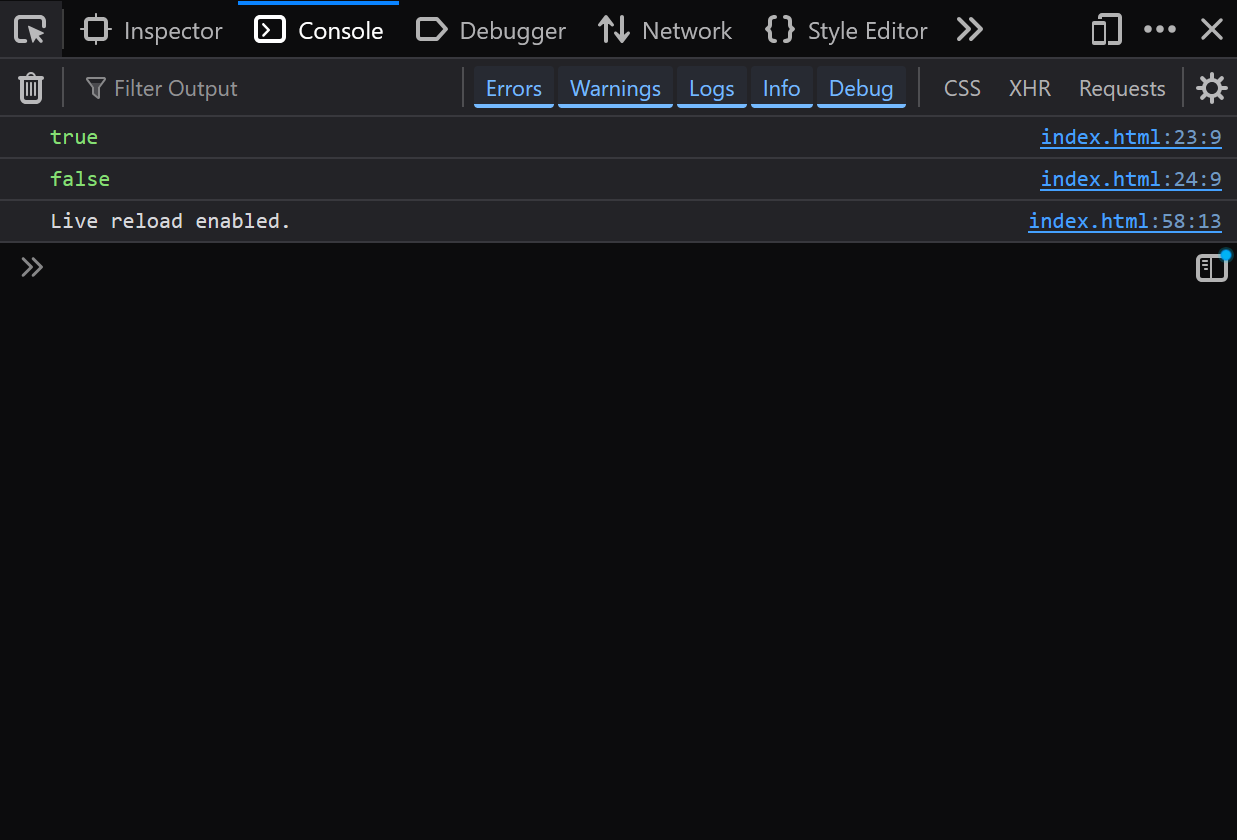 Inspector Console Debugger Network Style Editor
Filter Output Errors Warnings Logs Info Debug CSS XHR Requests
true index.html:23:9
false index.html:24:9
Live reload enabled. index.html:58:13